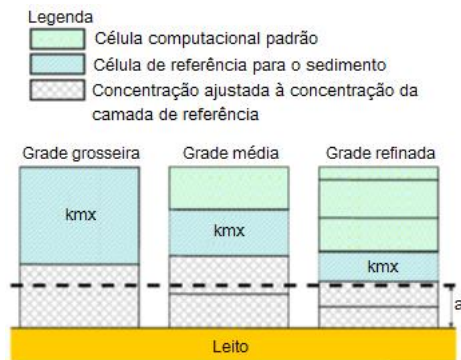 Legenda
Célula computacional padrão
Célula de referência para o sedimento
Concentração ajustada à concentração da
camada de referência
Grade grosseira
Grade média
Grade refinada
kmx
kmx
kmx
a
Leito